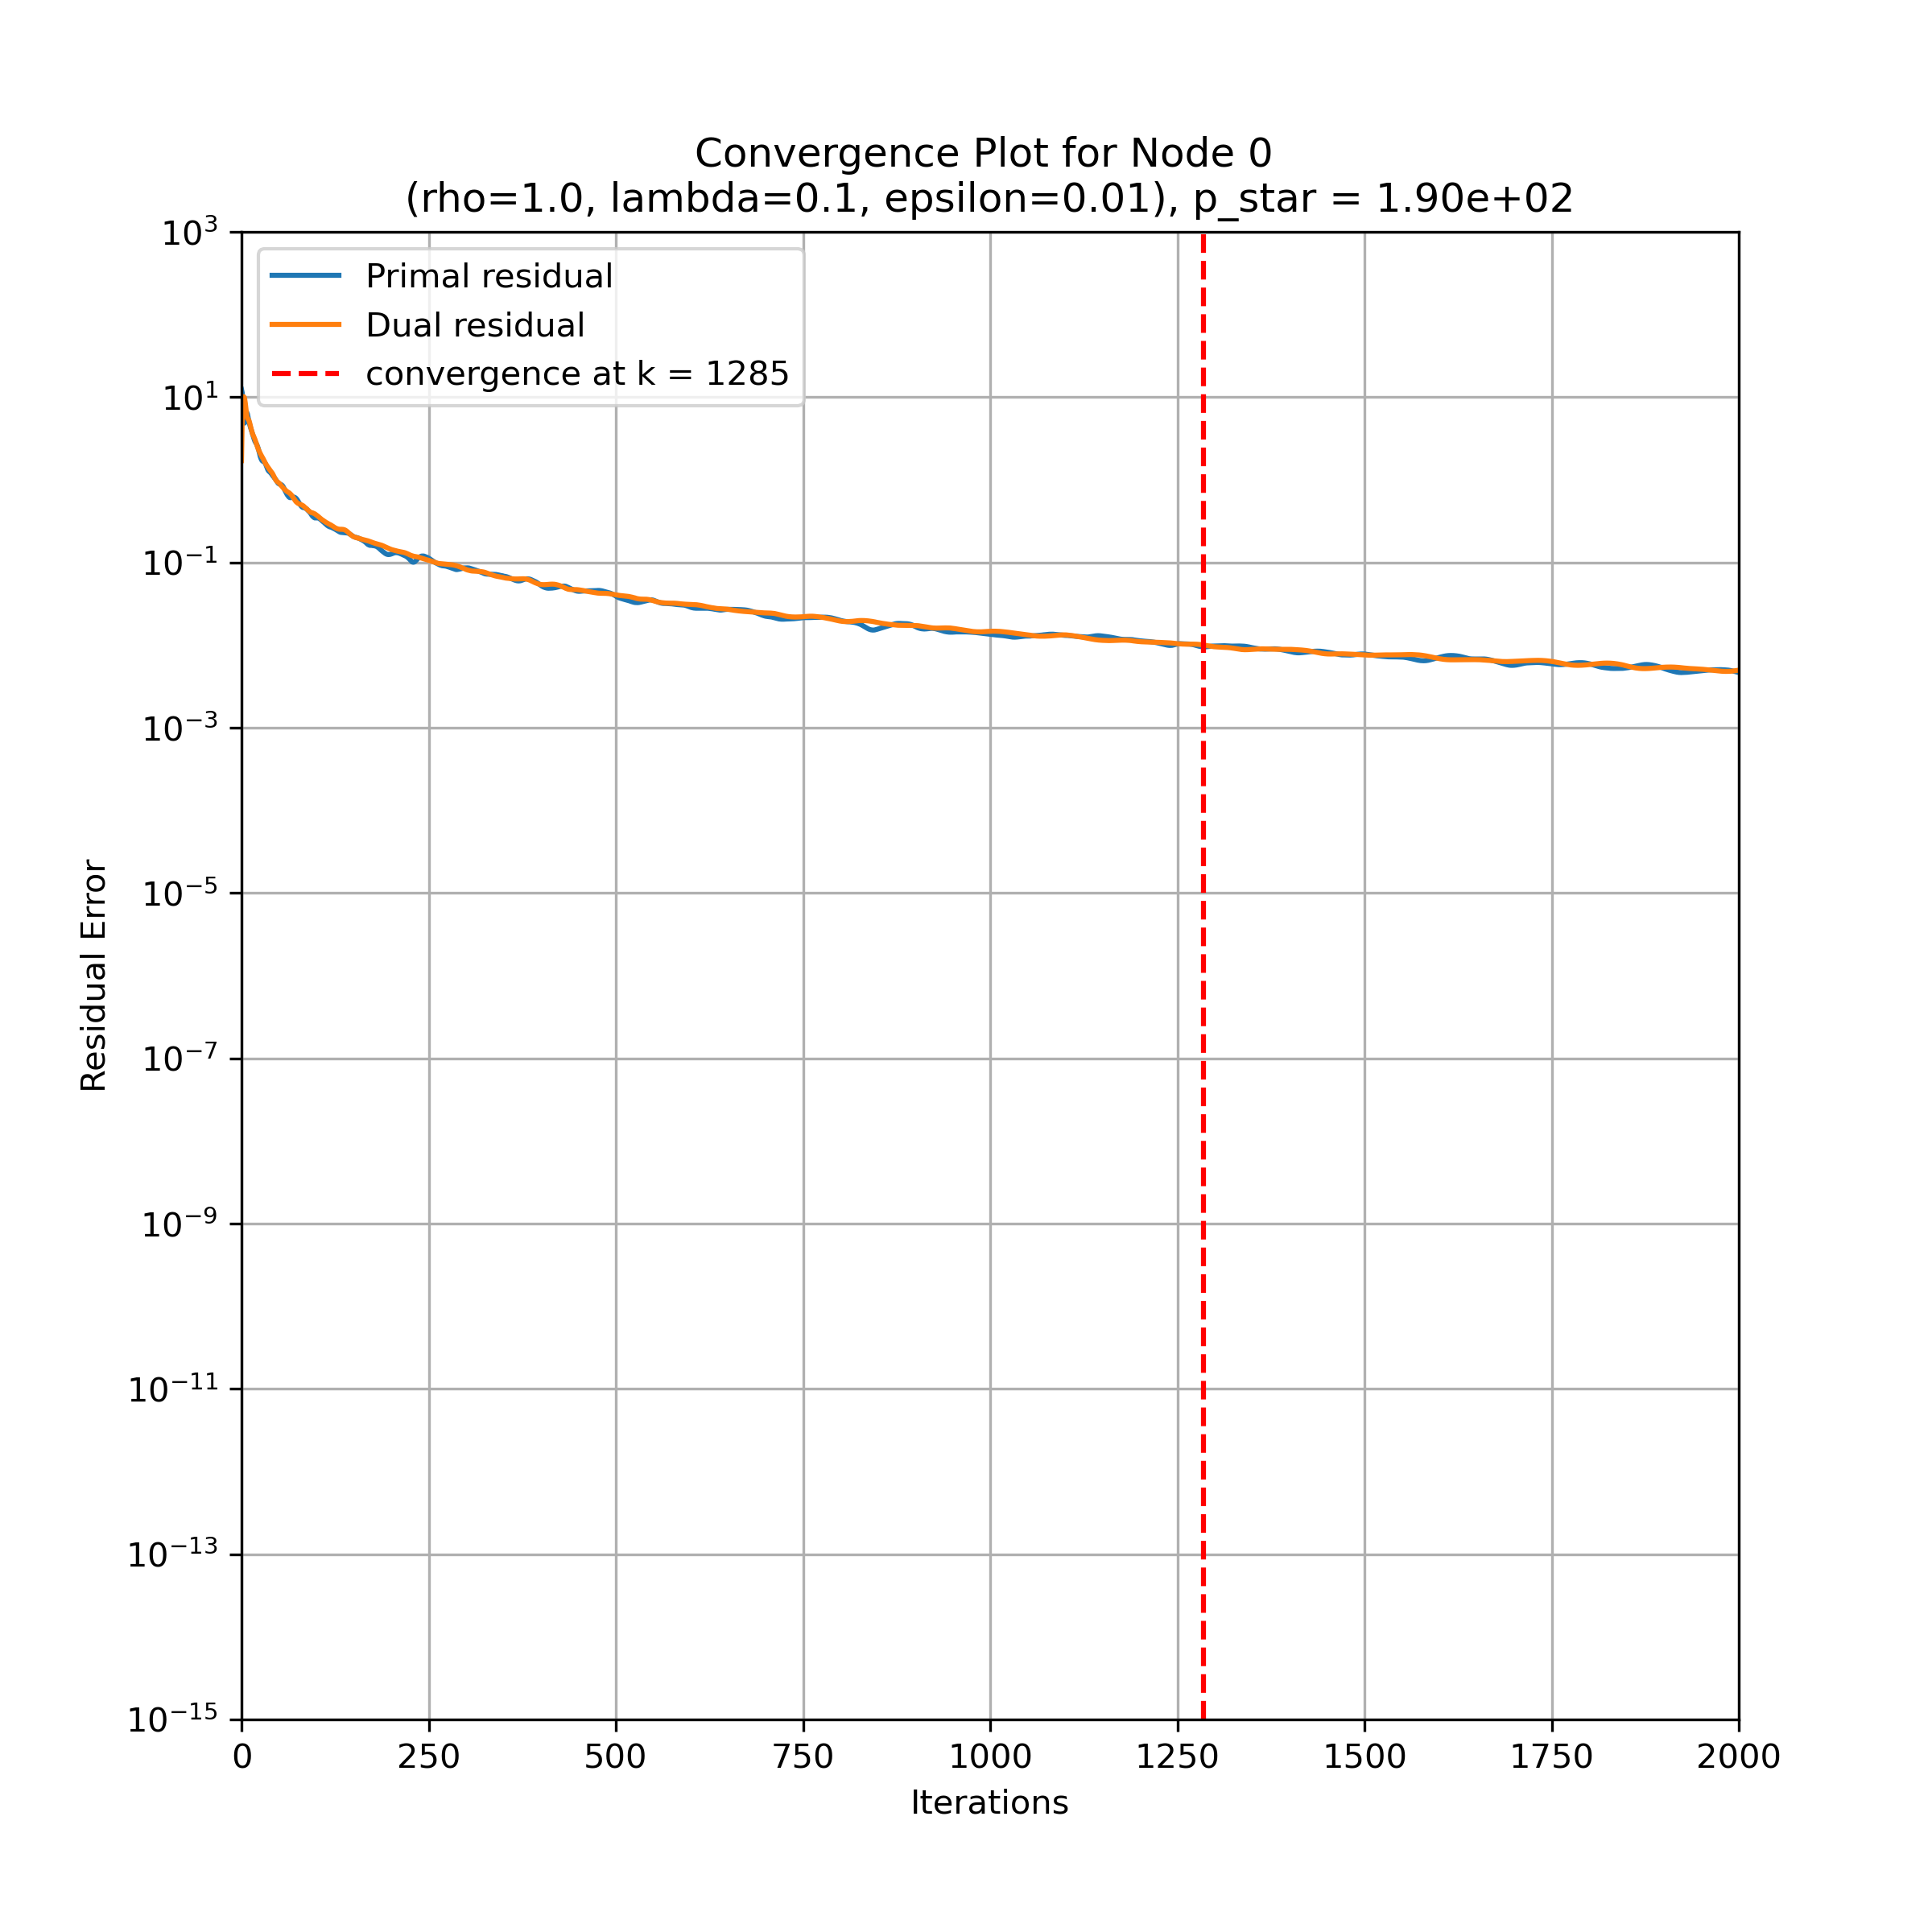 Convergence Plot for Node 0
(rho=1.0, lambda=0.1, epsilon=0.01), p_star = 1.90e+02
Primal residual
Dual residual
convergence at k = 1285
Residual Error
10³
10¹
10⁻¹
10⁻³
10⁻⁵
10⁻⁷
10⁻⁹
10⁻¹¹
10⁻¹³
10⁻¹⁵
0 250 500 750 1000 1250 1500 1750 2000
Iterations